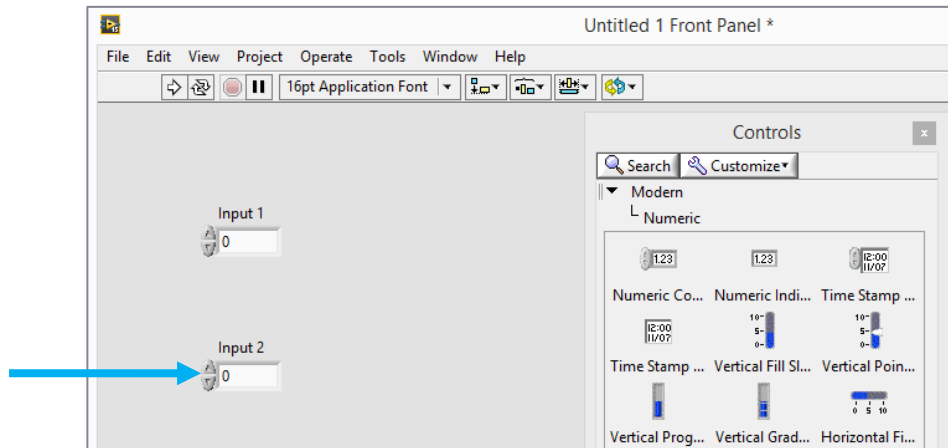 Untitled 1 Front Panel *
File Edit View Project Operate Tools Window Help
16pt Application Font
Controls
Search Customize
Modern
Numeric
Input 1
0
Input 2
0
1.23 1.23 12:00 11/07
Numeric Co... Numeric Indi... Time Stamp ...
12:00 11/07 10- 5- 0- 10- 5- 0-
Time Stamp ... Vertical Fill Sl... Vertical Poin...
0 5 10
Vertical Prog... Vertical Grad... Horizontal Fi...